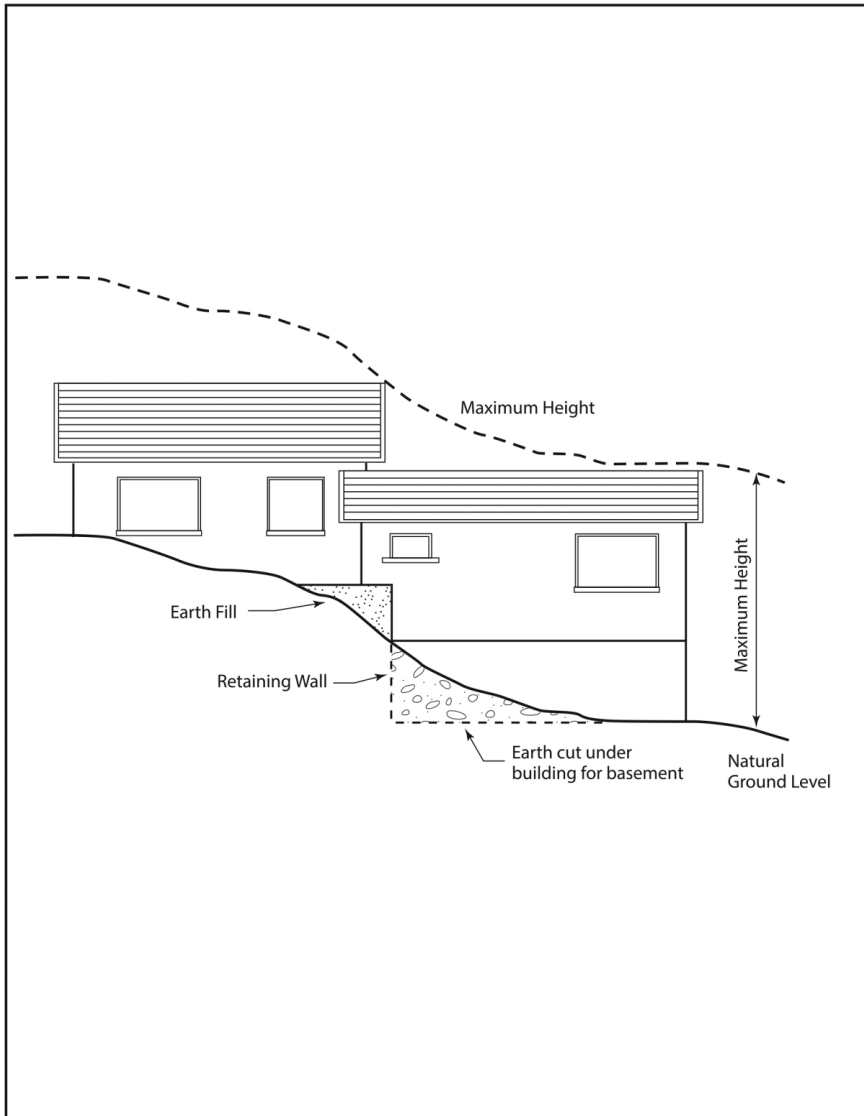 Maximum Height
Maximum Height
Earth Fill
Retaining Wall
Earth cut under
building for basement
Natural
Ground Level